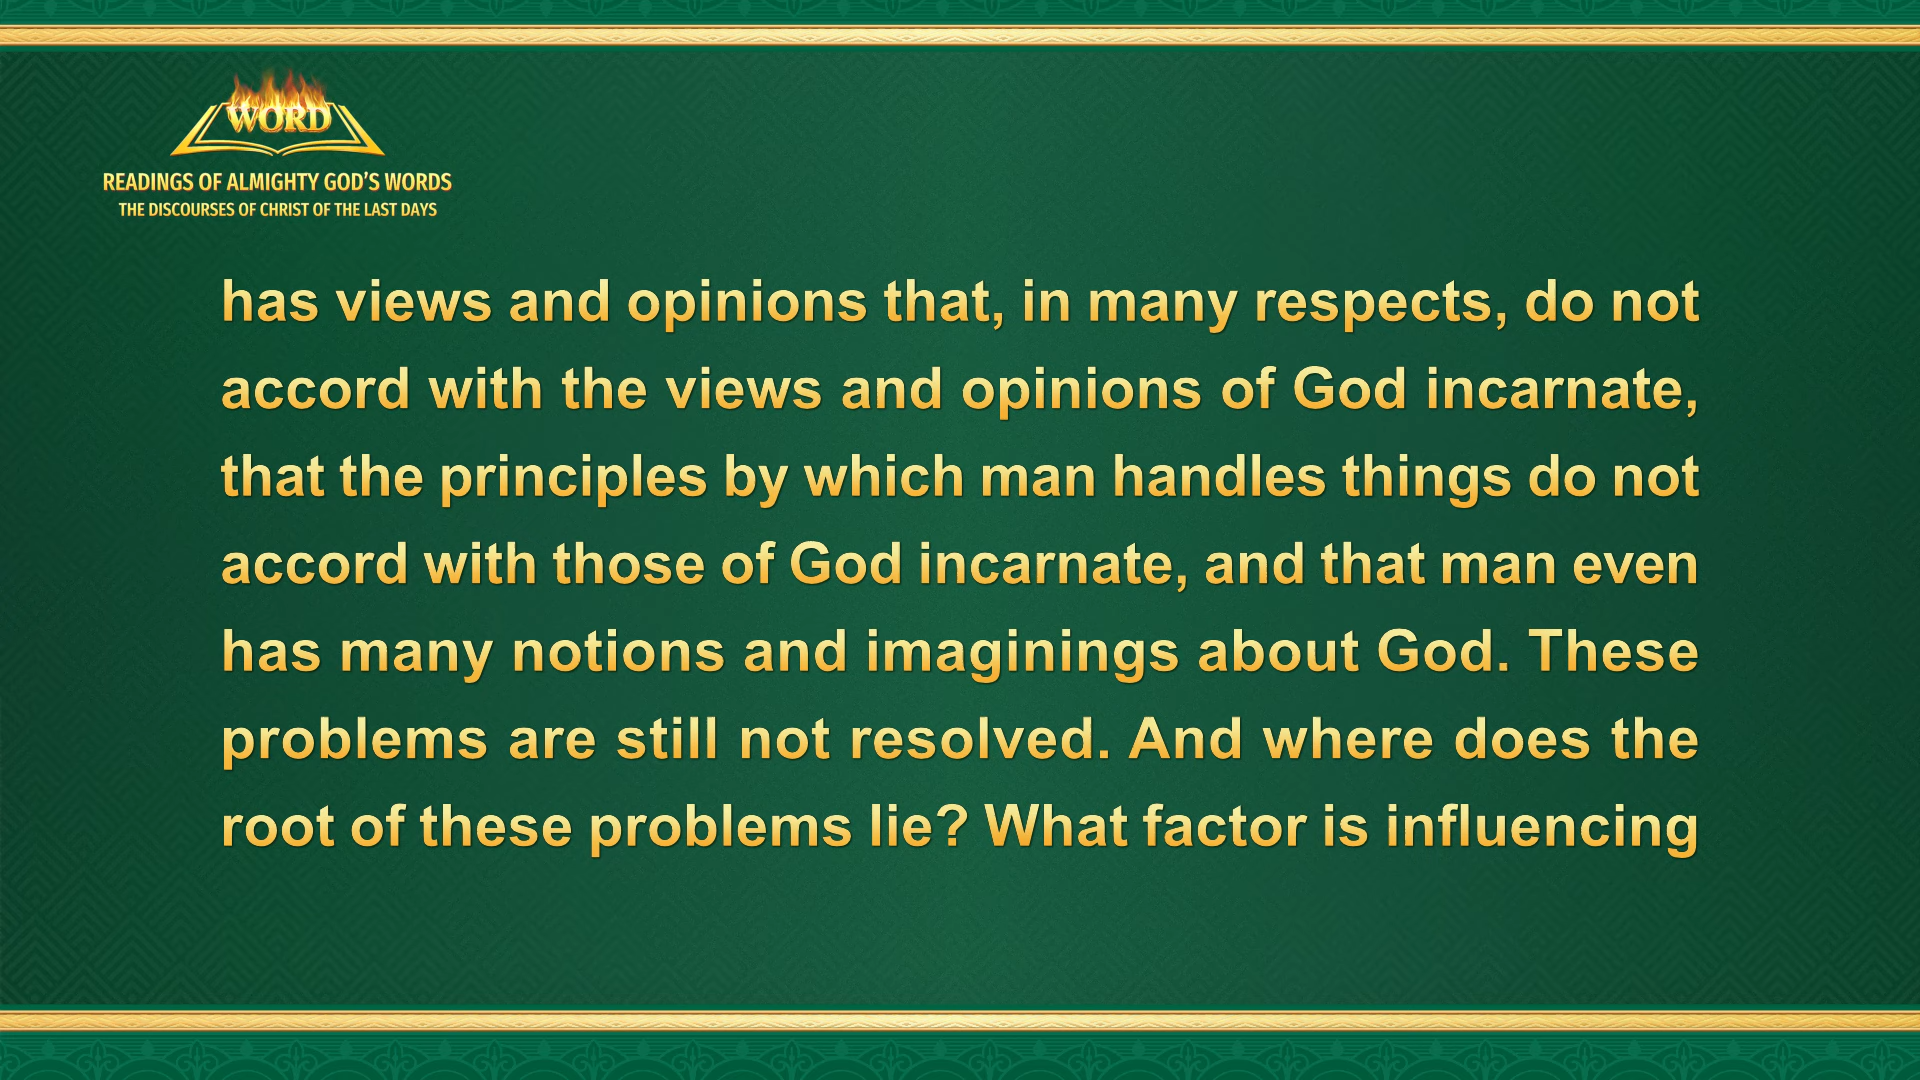 WORD
READINGS OF ALMIGHTY GOD'S WORDS
THE DISCOURSES OF CHRIST OF THE LAST DAYS
has views and opinions that, in many respects, do not
accord with the views and opinions of God incarnate,
that the principles by which man handles things do not
accord with those of God incarnate, and that man even
has many notions and imaginings about God. These
problems are still not resolved. And where does the
root of these problems lie? What factor is influencing